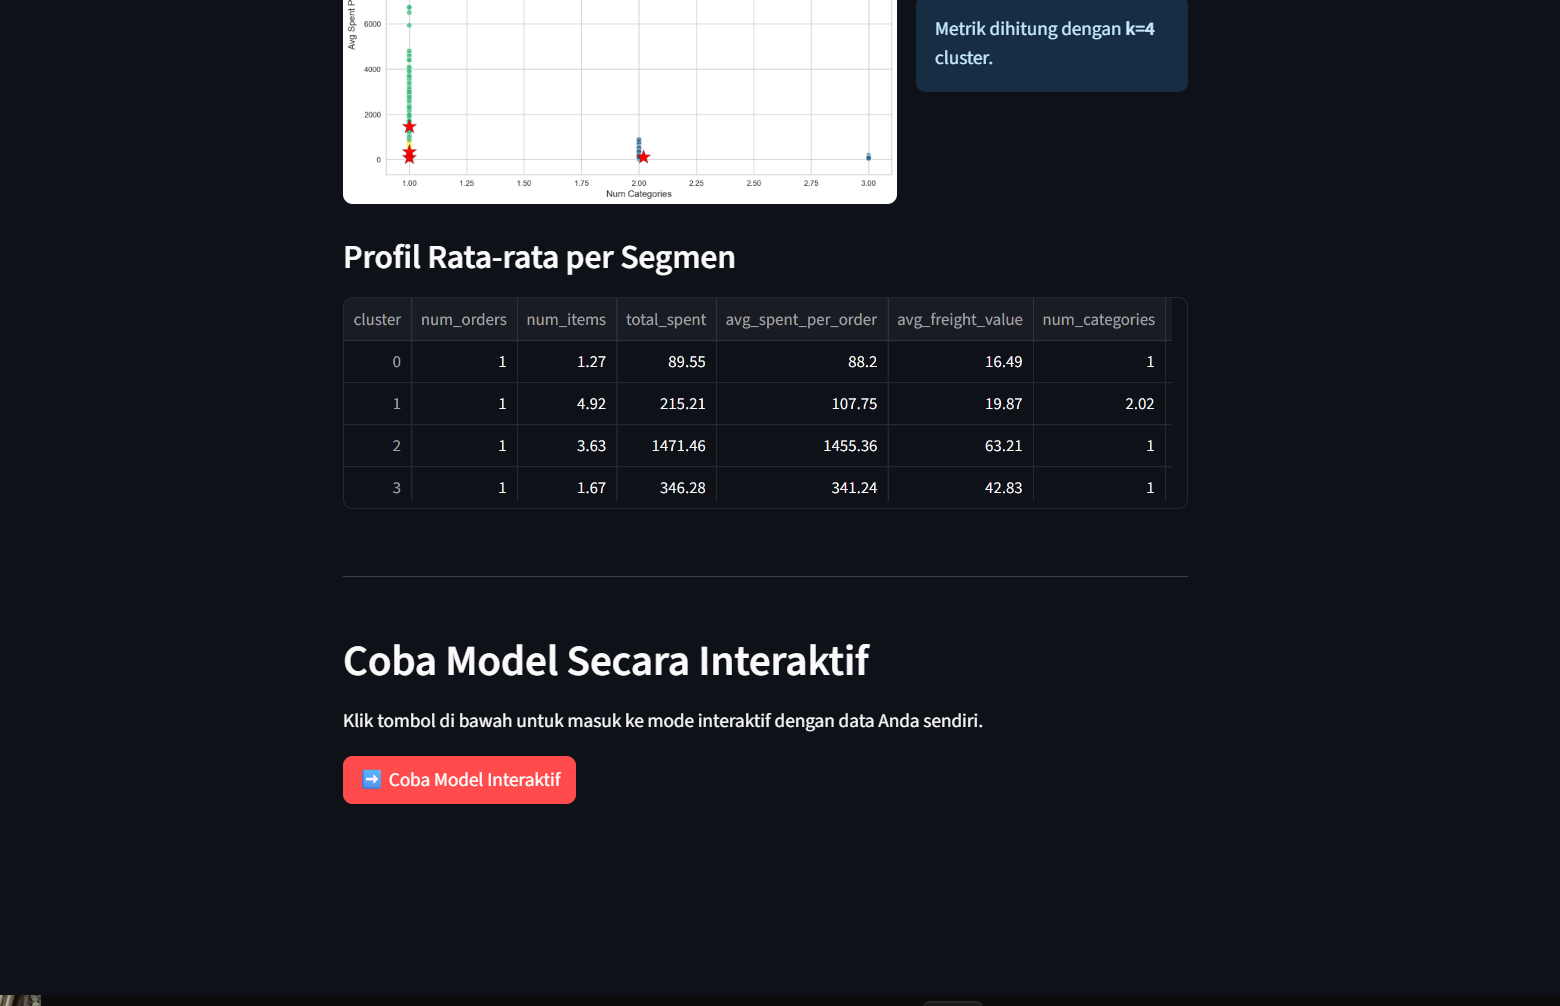 Avg Spent P
6000
4000
2000
0
1.00 1.25 1.50 1.75 2.00 2.25 2.50 2.75 3.00
Num Categories
Metrik dihitung dengan k=4
cluster.
Profil Rata-rata per Segmen
cluster num_orders num_items total_spent avg_spent_per_order avg_freight_value num_categories
0 1 1.27 89.55 88.2 16.49 1
1 1 4.92 215.21 107.75 19.87 2.02
2 1 3.63 1471.46 1455.36 63.21 1
3 1 1.67 346.28 341.24 42.83 1
Coba Model Secara Interaktif
Klik tombol di bawah untuk masuk ke mode interaktif dengan data Anda sendiri.
➡️ Coba Model Interaktif